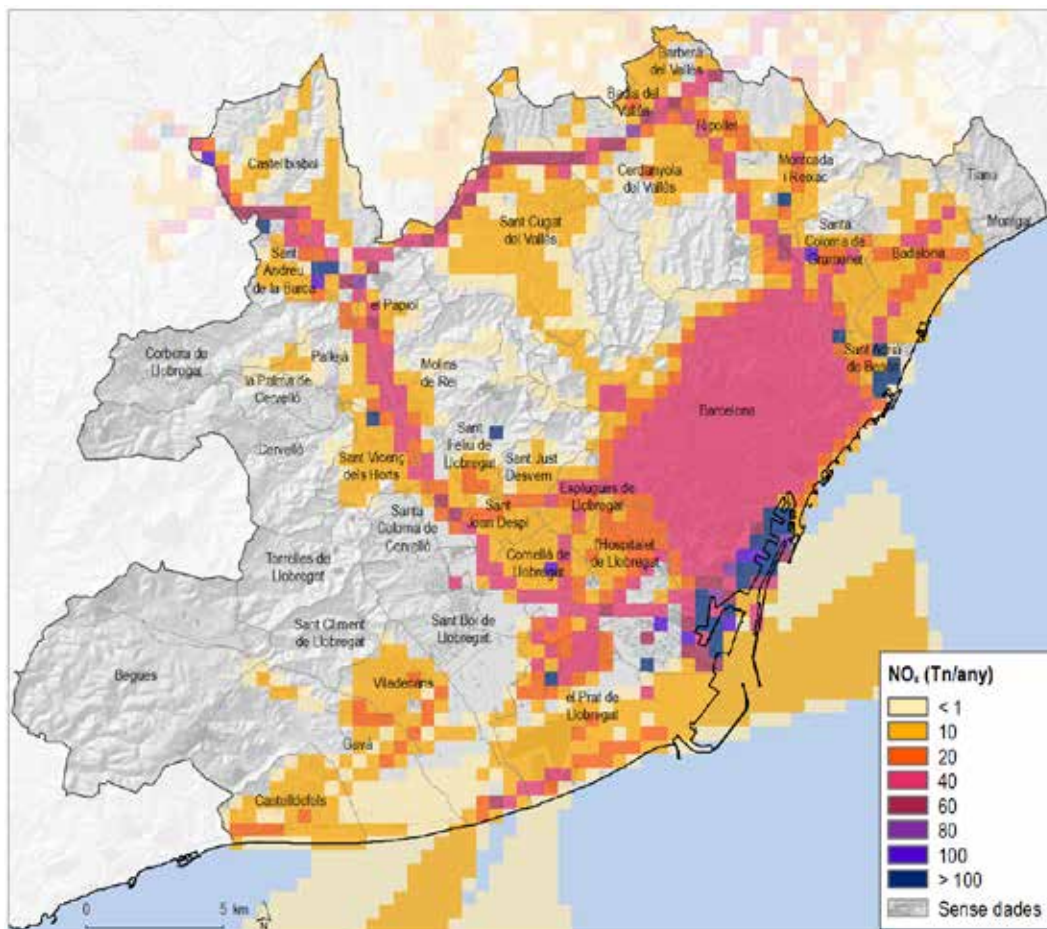 Barberà
del Vallès
Badia del
Vallès
Ripollet
Castellbisbal
Cerdanyola
del Vallès
Montcada
i Reixac
Tiana
Montgat
Sant Cugat
del Vallès
Santa
Coloma de
Gramenet
Badalona
Sant
Andreu
de la Barca
el Papiol
Corbera de
Llobregat
Pallejà
la Palma de
Cervelló
Molins
de Rei
Sant Adrià
de Besòs
Barcelona
Cervelló
Sant Vicenç
dels Horts
Sant
Feliu de
Llobregat
Sant Just
Desvern
Esplugues de
Llobregat
Sant
Joan Despí
Santa
Coloma de
Cervelló
Cornellà de
Llobregat
l'Hospitalet
de Llobregat
Torrelles de
Llobregat
Sant Climent
de Llobregat
Sant Boi de
Llobregat
Begues
Viladecans
el Prat de
Llobregat
Gavà
Castelldefels
0 5 km
N
NOₓ (Tn/any)
< 1
10
20
40
60
80
100
> 100
Sense dades